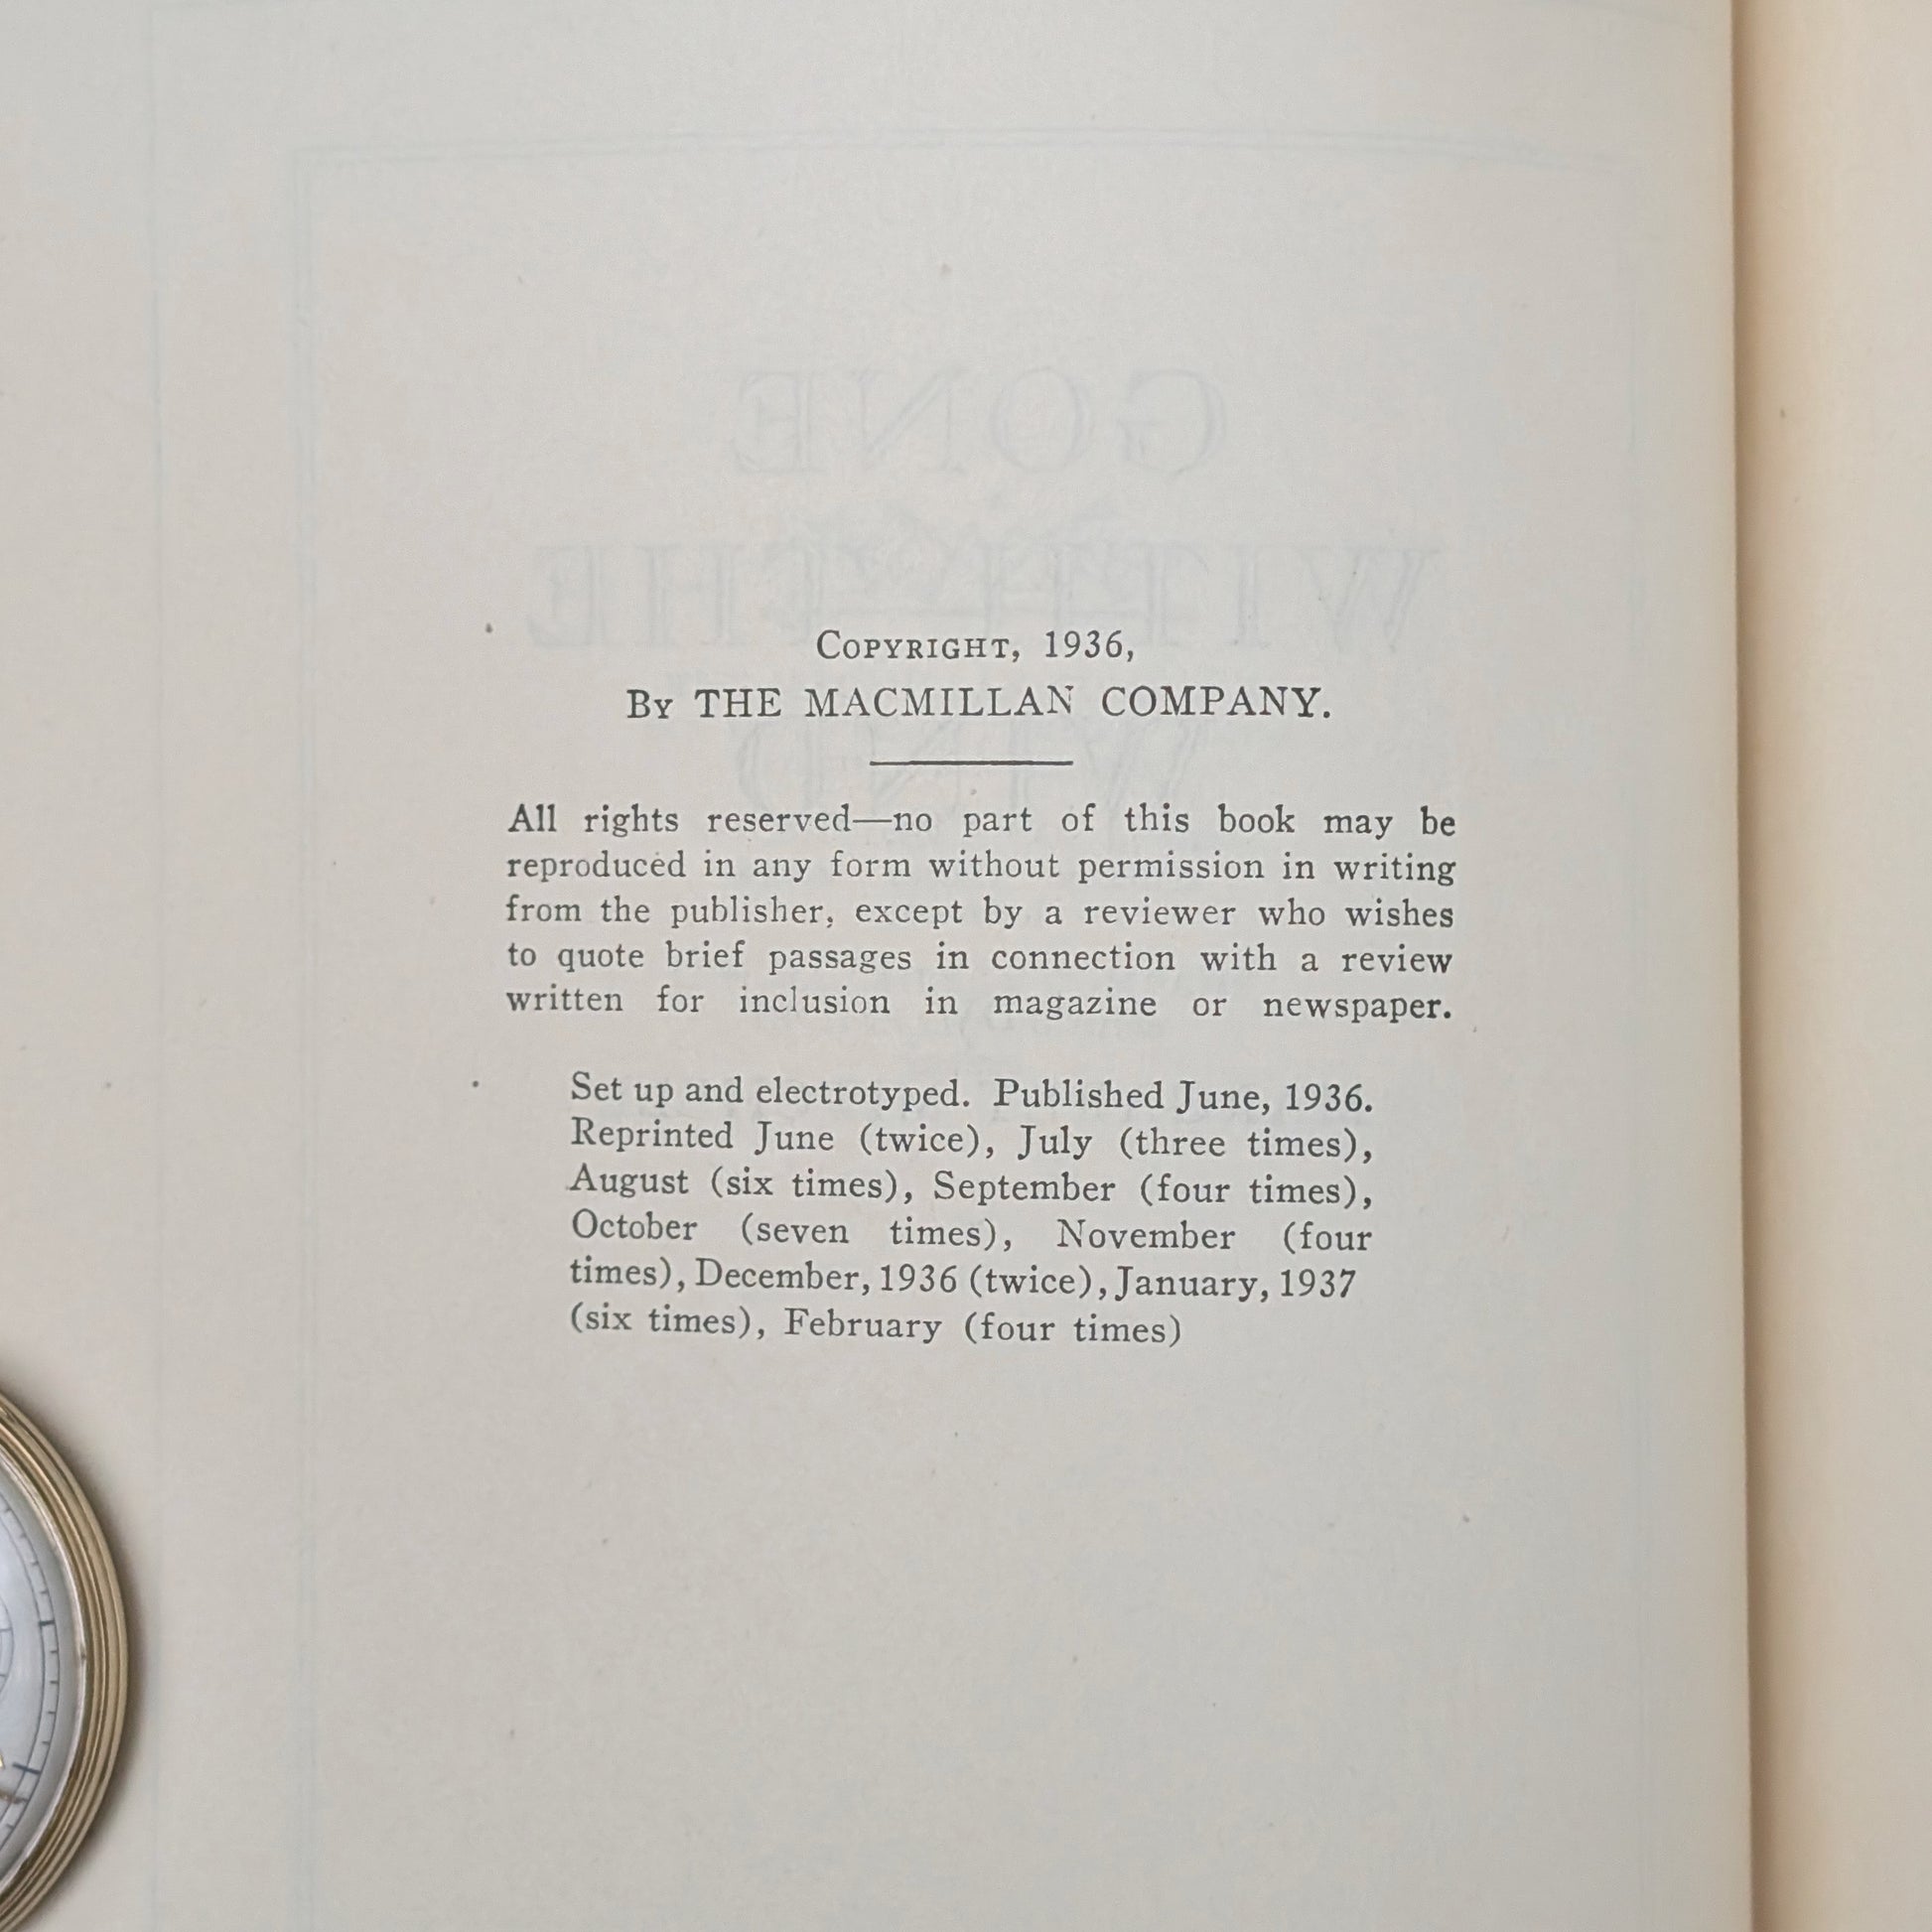 GONE
WITH THE
WIND
Copyright, 1936,
By THE MACMILLAN COMPANY.
All rights reserved—no part of this book may be
reproduced in any form without permission in writing
from the publisher, except by a reviewer who wishes
to quote brief passages in connection with a review
written for inclusion in magazine or newspaper.
Set up and electrotyped. Published June, 1936.
Reprinted June (twice), July (three times),
August (six times), September (four times),
October (seven times), November (four
times), December, 1936 (twice), January, 1937
(six times), February (four times)